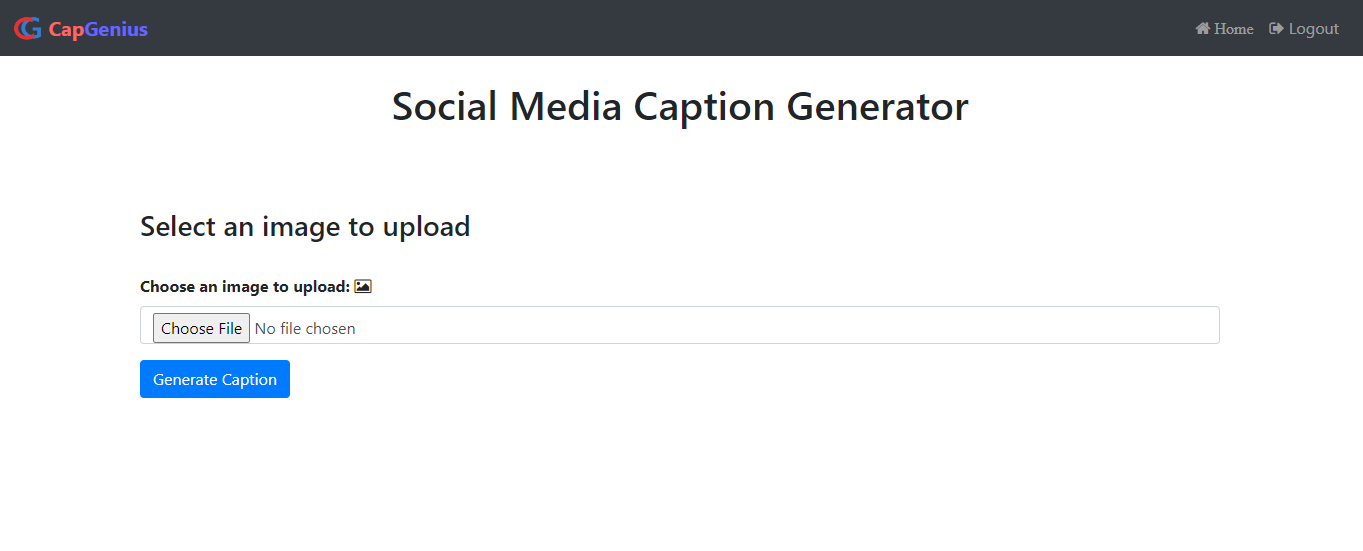 CG CapGenius
Home Logout
Social Media Caption Generator
Select an image to upload
Choose an image to upload:
Choose File No file chosen
Generate Caption